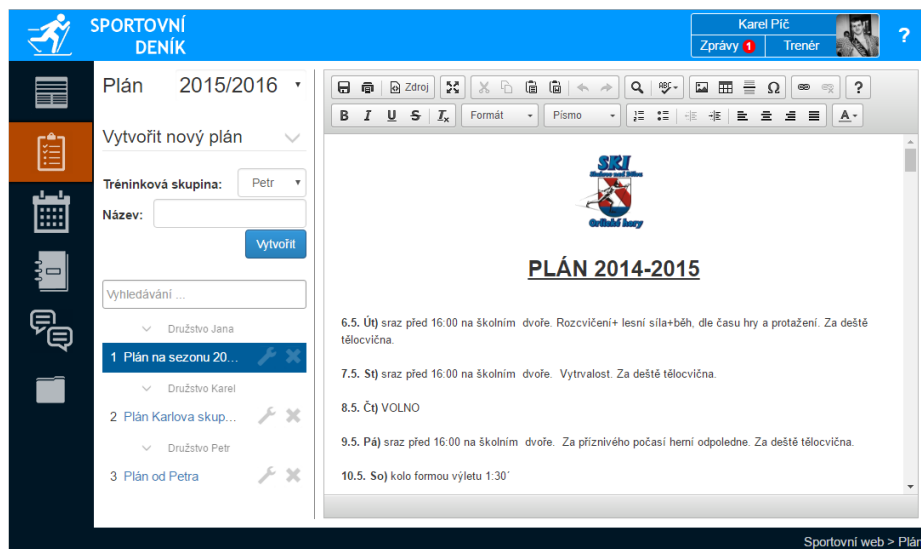 SPORTOVNÍ
DENÍK
Karel Píč
Zprávy 1 Trenér
?
Plán 2015/2016
Vytvořit nový plán
Tréninková skupina: Petr
Název:
Vytvořit
Vyhledávání ...
Družstvo Jana
1 Plán na sezonu 20...
Družstvo Karel
2 Plán Karlova skup...
Družstvo Petr
3 Plán od Petra
Zdroj ABC Ω ?
B I U S Tx Formát Písmo A
SKI
Orlické hory
PLÁN 2014-2015
6.5. Út) sraz před 16:00 na školním dvoře. Rozcvičení+ lesní síla+běh, dle času hry a protažení. Za deště
tělocvična.
7.5. St) sraz před 16:00 na školním dvoře. Vytrvalost. Za deště tělocvična.
8.5. Čt) VOLNO
9.5. Pá) sraz před 16:00 na školním dvoře. Za příznivého počasí herní odpoledne. Za deště tělocvična.
10.5. So) kolo formou výletu 1:30´
Sportovní web > Plán